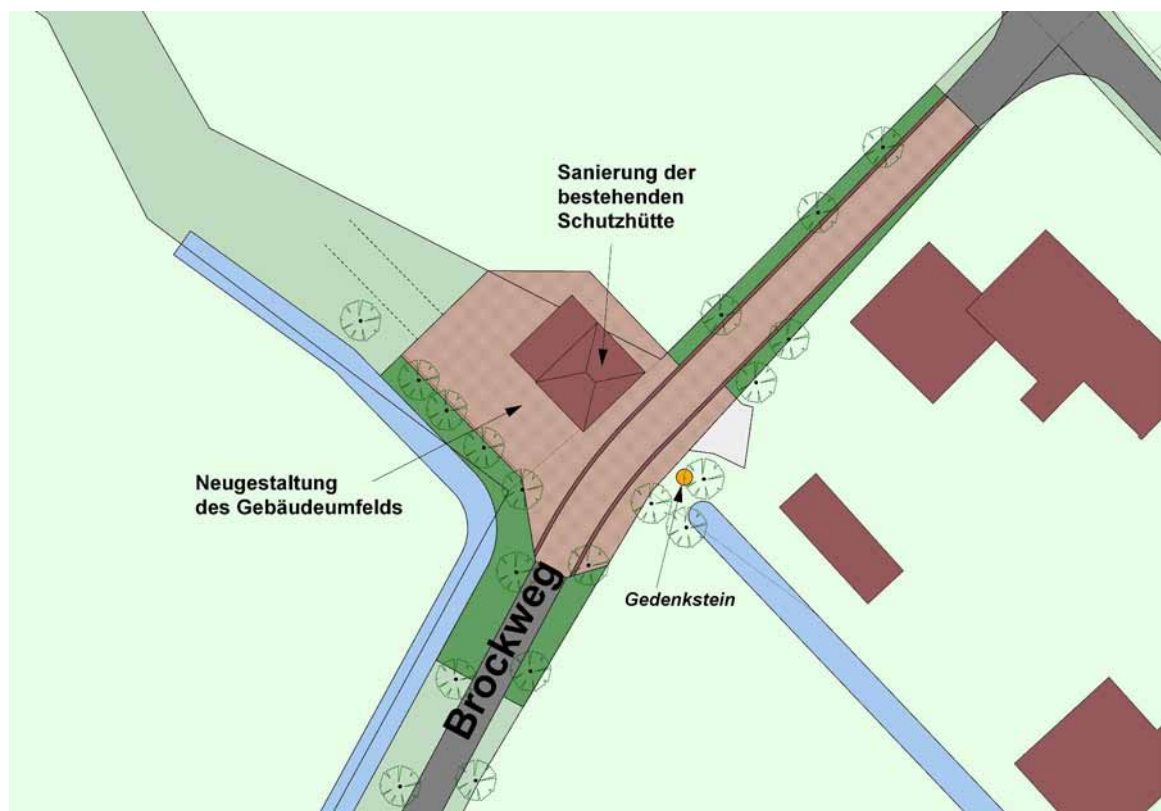 Sanierung der
bestehenden
Schutzhütte
Neugestaltung
des Gebäudeumfelds
Gedenkstein
Brockweg